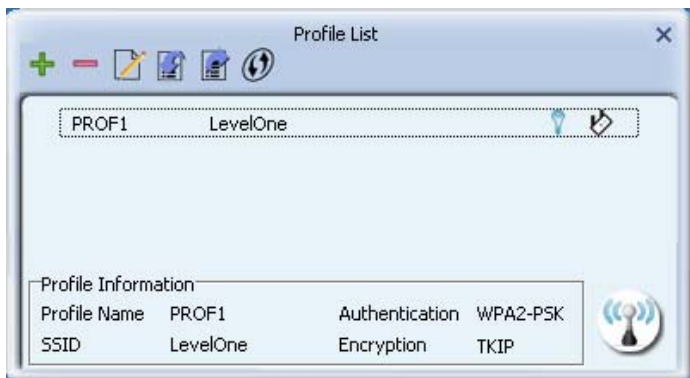 Profile List
PROF1 LevelOne
Profile Information
Profile Name PROF1 Authentication WPA2-PSK
SSID LevelOne Encryption TKIP